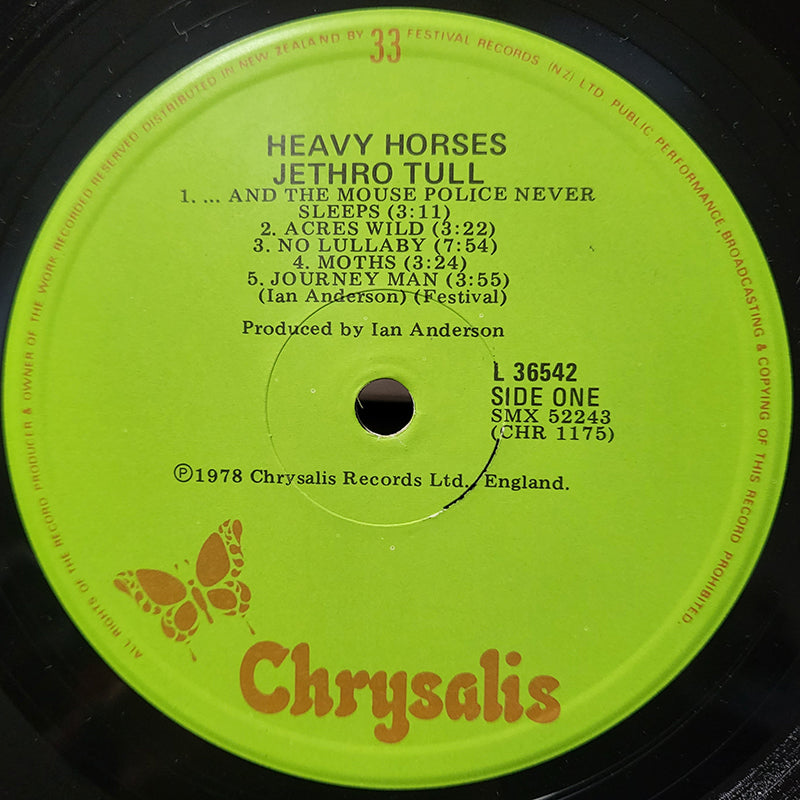 ALL RIGHTS OF THE RECORD PRODUCER & OWNER OF THE WORK RECORDED RESERVED DISTRIBUTED IN NEW ZEALAND BY 33 FESTIVAL RECORDS (NZ) LTD. PUBLIC PERFORMANCE, BROADCASTING & COPYING OF THIS RECORD PROHIBITED.
HEAVY HORSES
JETHRO TULL
1. ... AND THE MOUSE POLICE NEVER
SLEEPS (3:11)
2. ACRES WILD (3:22)
3. NO LULLABY (7:54)
4. MOTHS (3:24)
5. JOURNEY MAN (3:55)
(Ian Anderson) (Festival)
Produced by Ian Anderson
L 36542
SIDE ONE
SMX 52243
(CHR 1175)
℗1978 Chrysalis Records Ltd., England.
Chrysalis